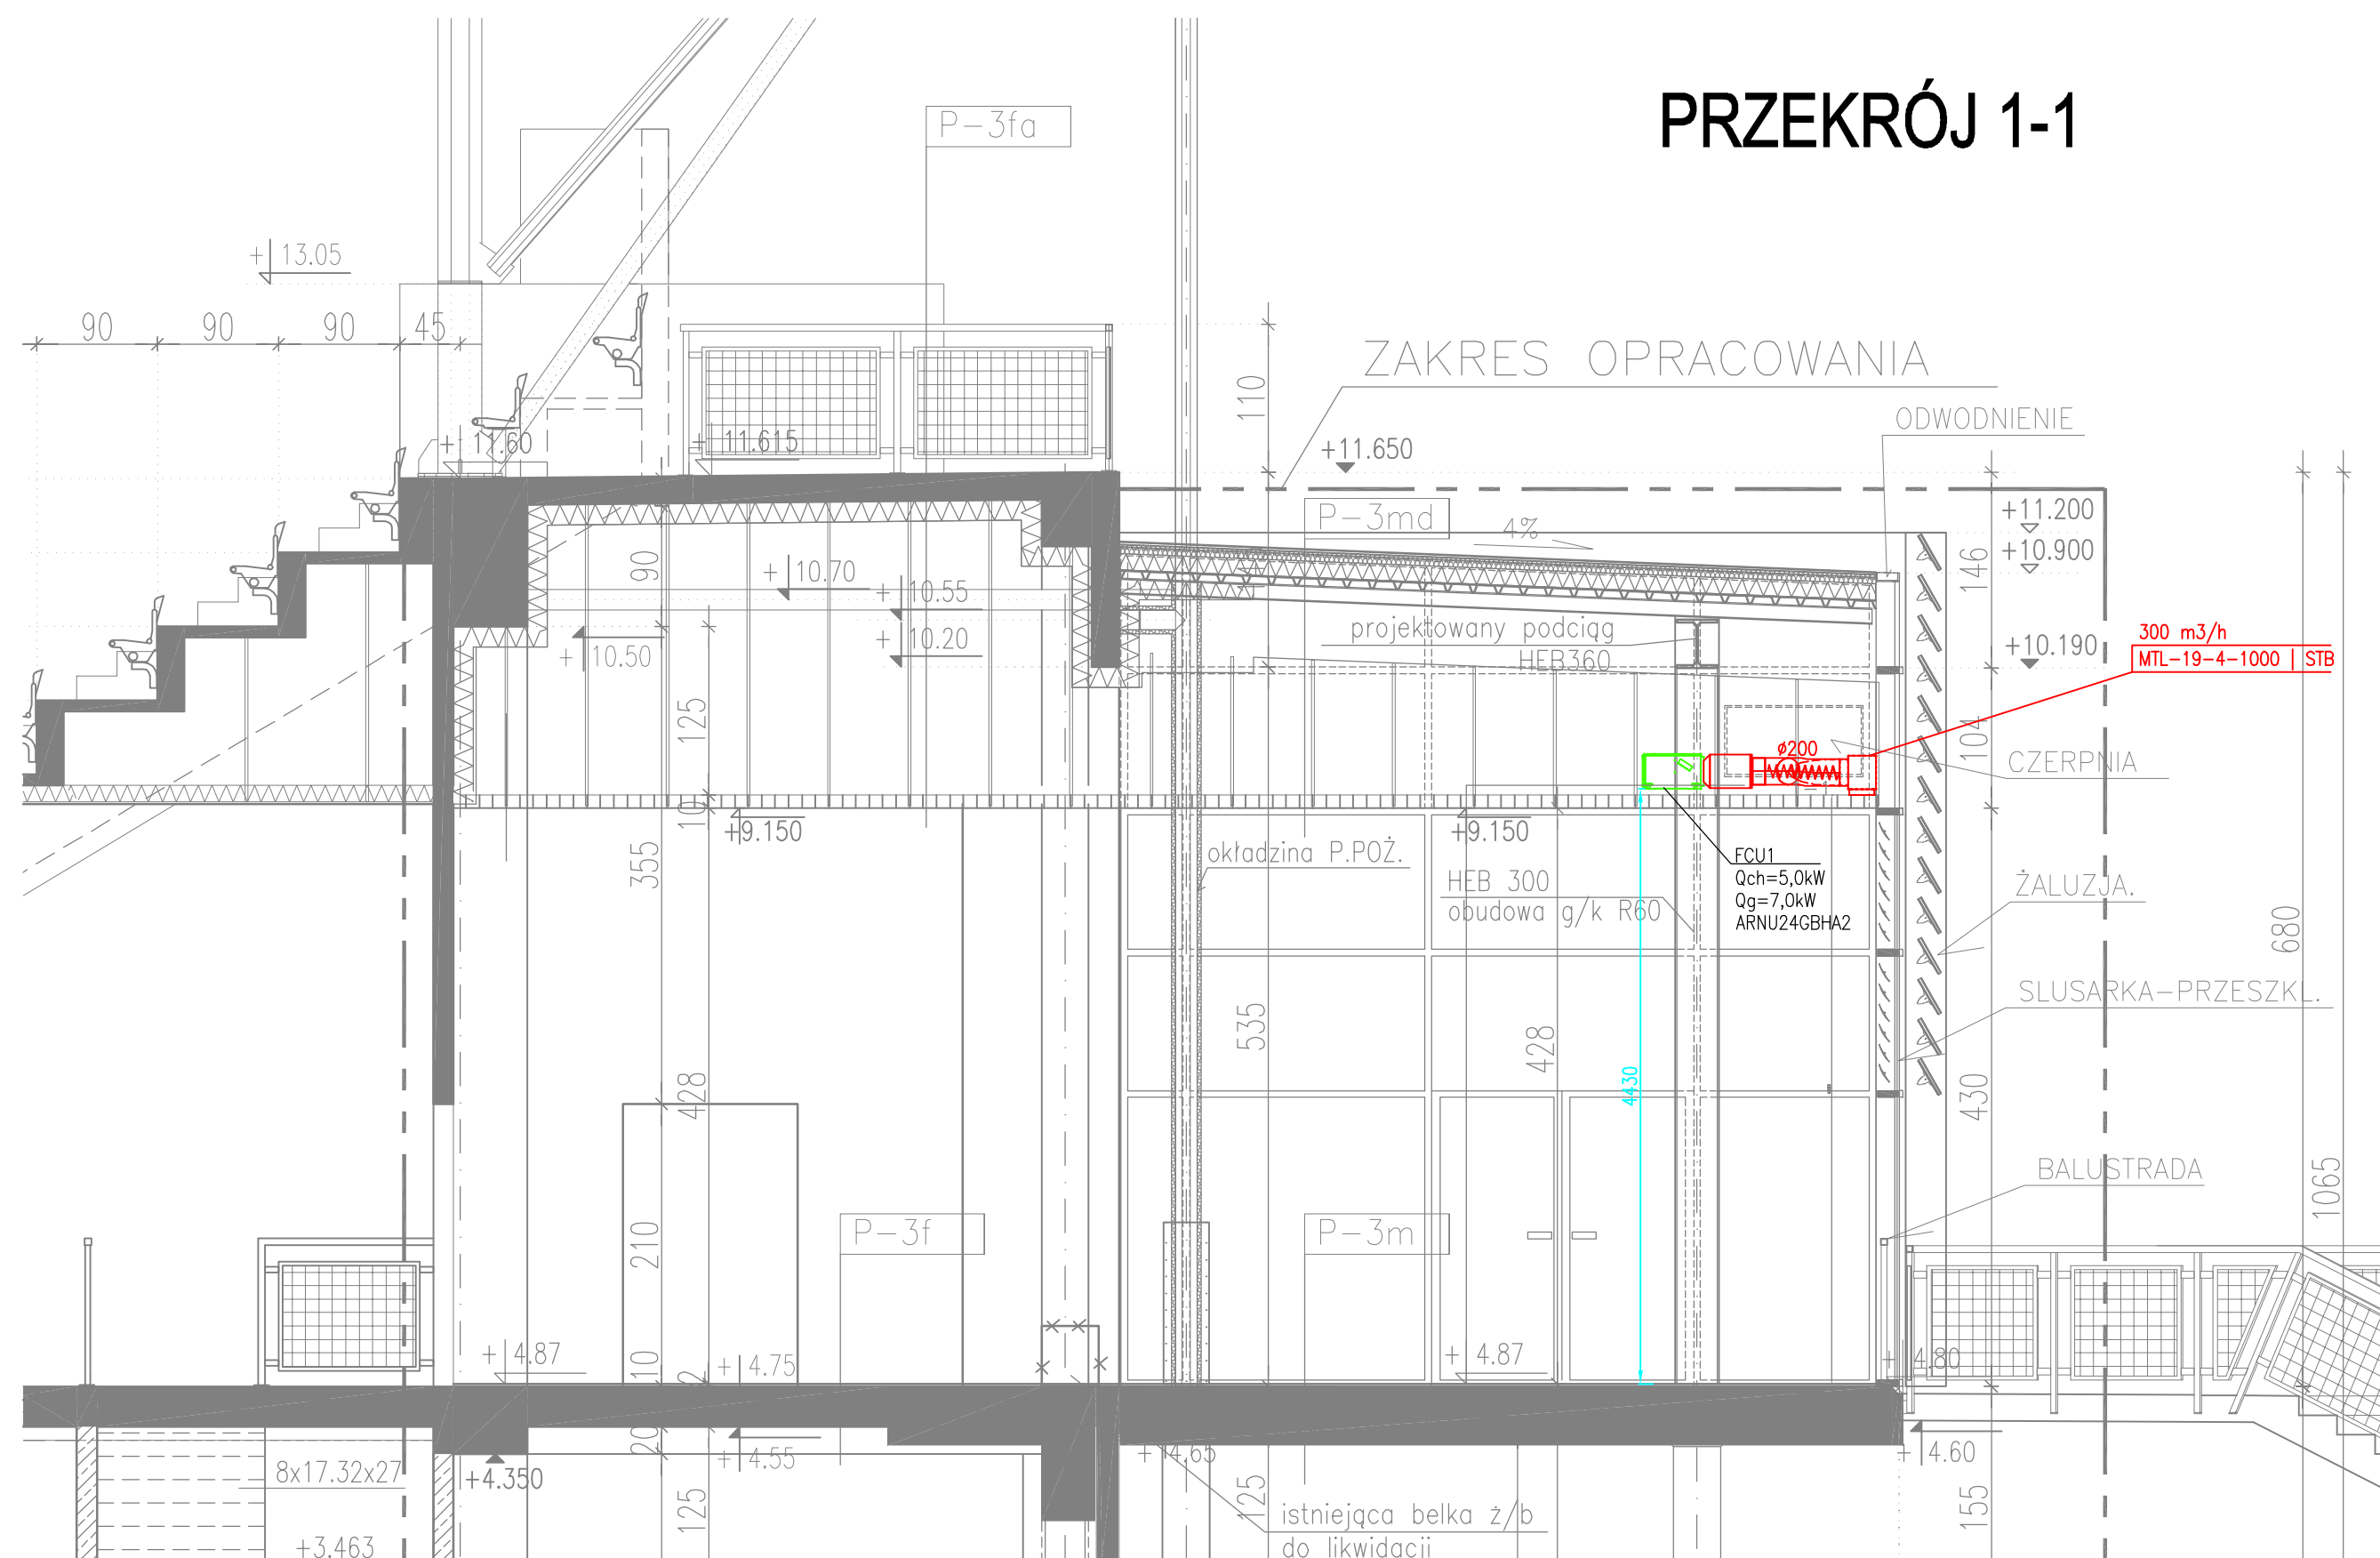 PRZEKRÓJ 1-1
P-3fa
+ 13.05
90
90
90
45
ZAKRES OPRACOWANIA
110
ODWODNIENIE
+ 11.60
+ 11.615
+11.650
P-3md
4%
+11.200
+10.900
146
90
+ 10.70
+ 10.55
+ 10.20
+ 10.50
projektowany podciąg
HEB360
+10.190
300 m3/h
MTL-19-4-1000 | STB
125
104
ø200
CZERPNIA
10
+9.150
+9.150
355
okładzina P.POŻ.
FCU1
Qch=5,0kW
Qg=7,0kW
ARNU24GBHA2
HEB 300
obudowa g/k R60
ŻALUZJA.
680
SLUSARKA-PRZESZKL.
535
428
428
4430
430
BALUSTRADA
1065
210
P-3f
P-3m
+ 4.87
10
2
+ 4.75
+ 4.87
+ 4.80
20
+ 4.55
+ 4.65
+ 4.60
8x17.32x27
+4.350
125
125
155
istniejąca belka ż/b
do likwidacji
+3.463